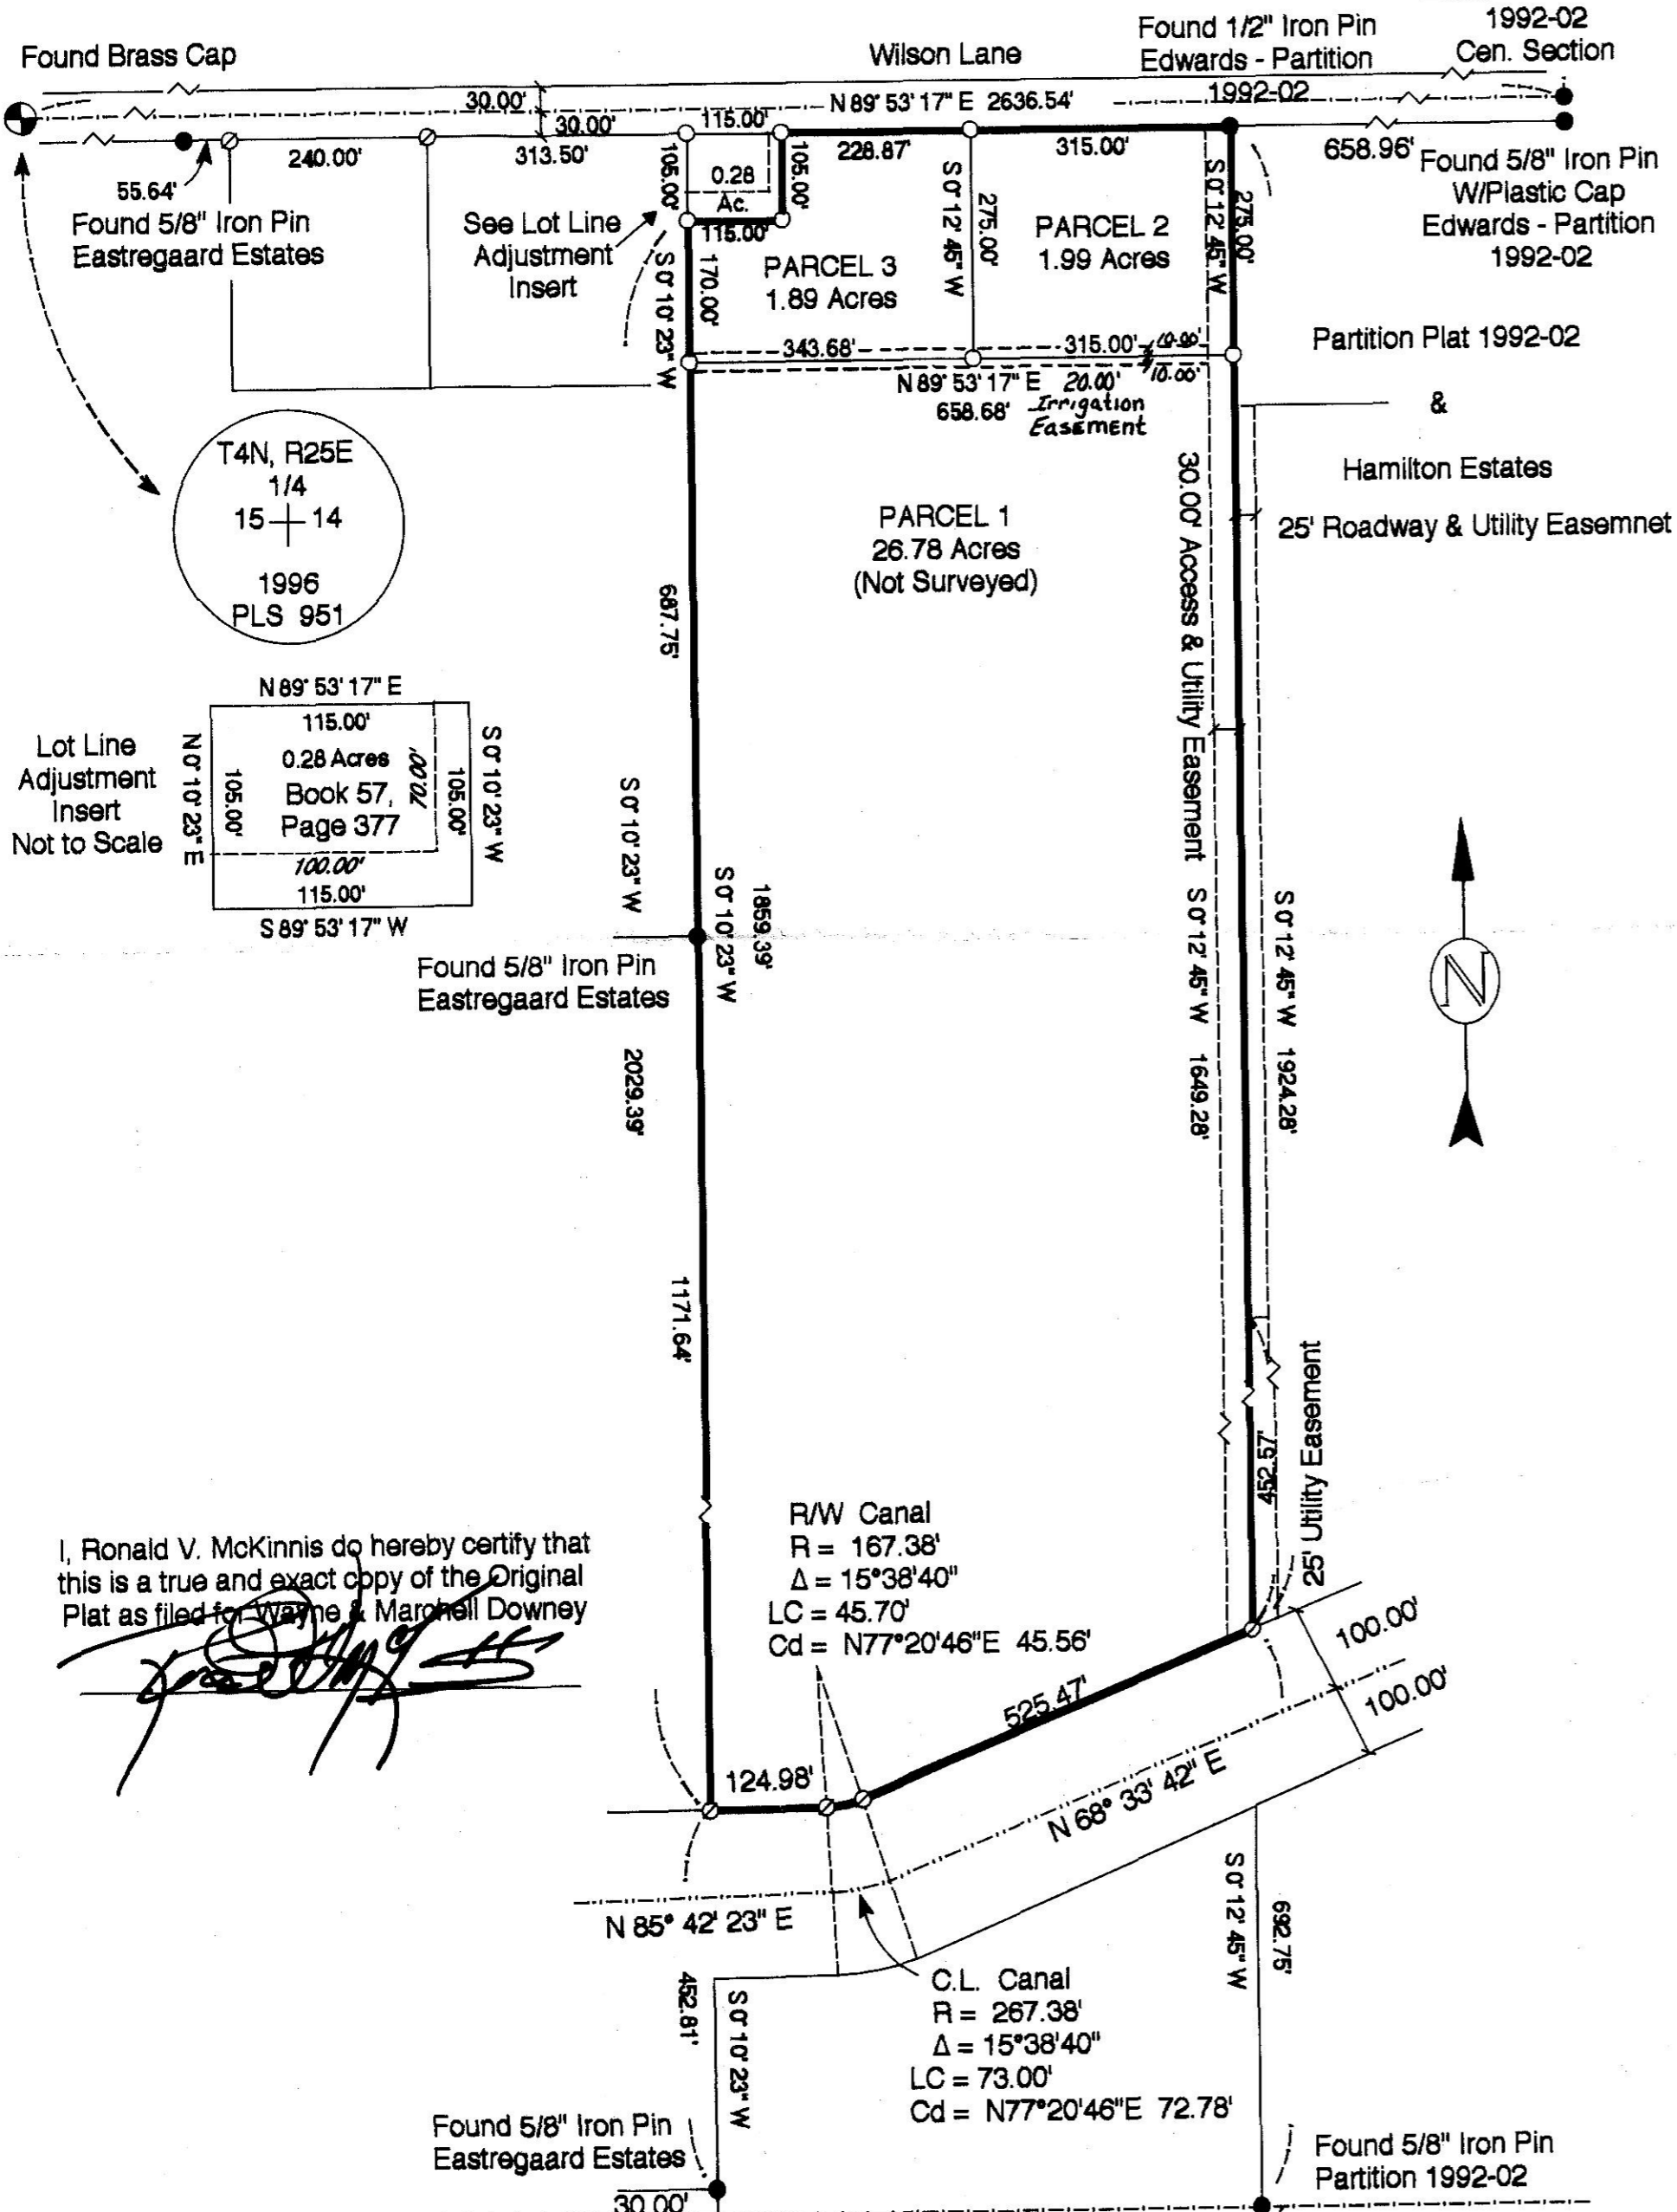 Found Brass Cap
Wilson Lane
Found 1/2" Iron Pin
Edwards - Partition
1992-02
1992-02
Cen. Section
30.00'
N 89° 53' 17" E 2636.54'
30.00'
115.00'
55.64'
240.00'
313.50'
228.87'
315.00'
658.96'
Found 5/8" Iron Pin
Eastregaard Estates
See Lot Line
Adjustment
Insert
105.00'
0.28
Ac.
105.00'
115.00'
S 0° 10' 23" W
170.00'
PARCEL 3
1.89 Acres
S 0° 12' 45" W
275.00'
PARCEL 2
1.99 Acres
S 0° 12' 45" W
275.00'
Found 5/8" Iron Pin
W/Plastic Cap
Edwards - Partition
1992-02
343.68'
315.00'
10.00'
10.00'
N 89° 53' 17" E 20.00'
658.68' Irrigation
Easement
Partition Plat 1992-02
&
Hamilton Estates
25' Roadway & Utility Easemnet
T4N, R25E
1/4
15 14
1996
PLS 951
PARCEL 1
26.78 Acres
(Not Surveyed)
687.75'
30.00' Access & Utility Easement S 0° 12' 45" W 1649.28'
S 0° 12' 45" W 1924.28'
Lot Line
Adjustment
Insert
Not to Scale
N 89° 53' 17" E
115.00'
N 0° 10' 23" E
105.00'
0.28 Acres
Book 57,
Page 377
70.00'
105.00'
S 0° 10' 23" W
100.00'
115.00'
S 89° 53' 17" W
S 0° 10' 23" W
2029.39'
S 0° 10' 23" W
1859.39'
Found 5/8" Iron Pin
Eastregaard Estates
N
1171.64'
452.57'
25' Utility Easement
I, Ronald V. McKinnis do hereby certify that
this is a true and exact copy of the Original
Plat as filed for Wayne & Marchell Downey
R/W Canal
R = 167.38'
Δ = 15°38'40"
LC = 45.70'
Cd = N77°20'46"E 45.56'
124.98'
525.47'
100.00'
100.00'
N 68° 33' 42" E
N 85° 42' 23" E
C.L. Canal
R = 267.38'
Δ = 15°38'40"
LC = 73.00'
Cd = N77°20'46"E 72.78'
452.81'
S 0° 10' 23" W
S 0° 12' 45" W
692.75'
Found 5/8" Iron Pin
Eastregaard Estates
30.00'
Found 5/8" Iron Pin
Partition 1992-02